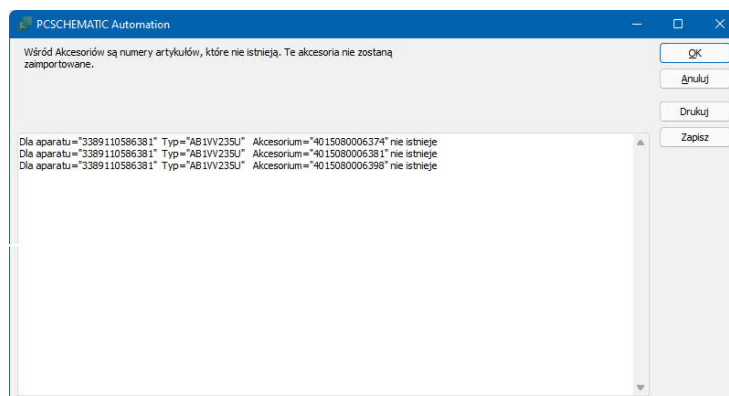 PCSCHEMATIC Automation
Wśród Akcesoriów są numery artykułów, które nie istnieją. Te akcesoria nie zostaną
zaimportowane.
OK
Anuluj
Drukuj
Zapisz
Dla aparatu="3389110586381" Typ="AB1VV235U" Akcesorium="4015080006374" nie istnieje
Dla aparatu="3389110586381" Typ="AB1VV235U" Akcesorium="4015080006381" nie istnieje
Dla aparatu="3389110586381" Typ="AB1VV235U" Akcesorium="4015080006398" nie istnieje